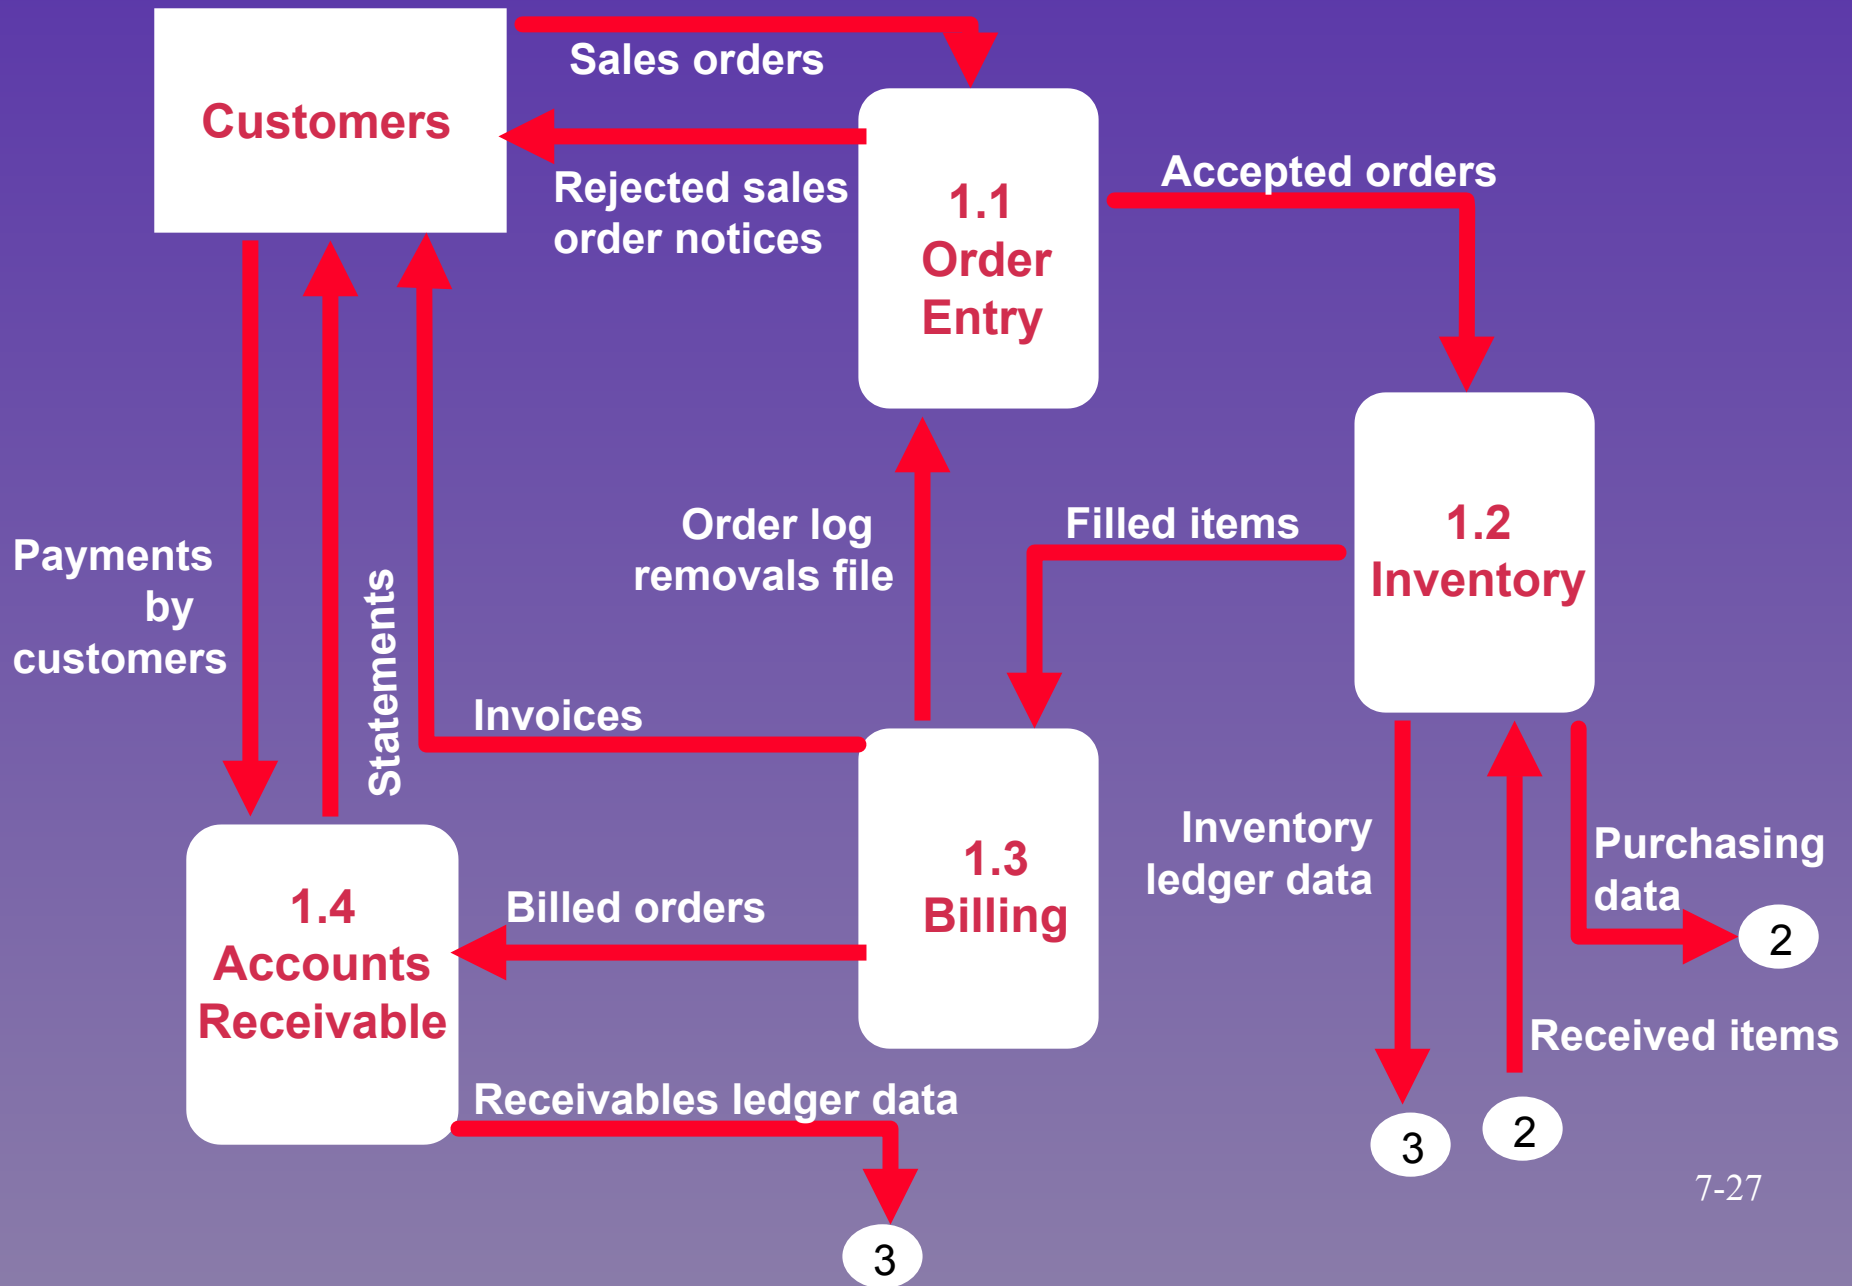 Customers
Sales orders
Rejected sales
order notices
1.1
Order
Entry
Accepted orders
Payments
by
customers
Statements
Order log
removals file
Filled items
1.2
Inventory
Invoices
1.3
Billing
Inventory
ledger data
Purchasing
data
2
1.4
Accounts
Receivable
Billed orders
Received items
Receivables ledger data
3
2
3
7-27